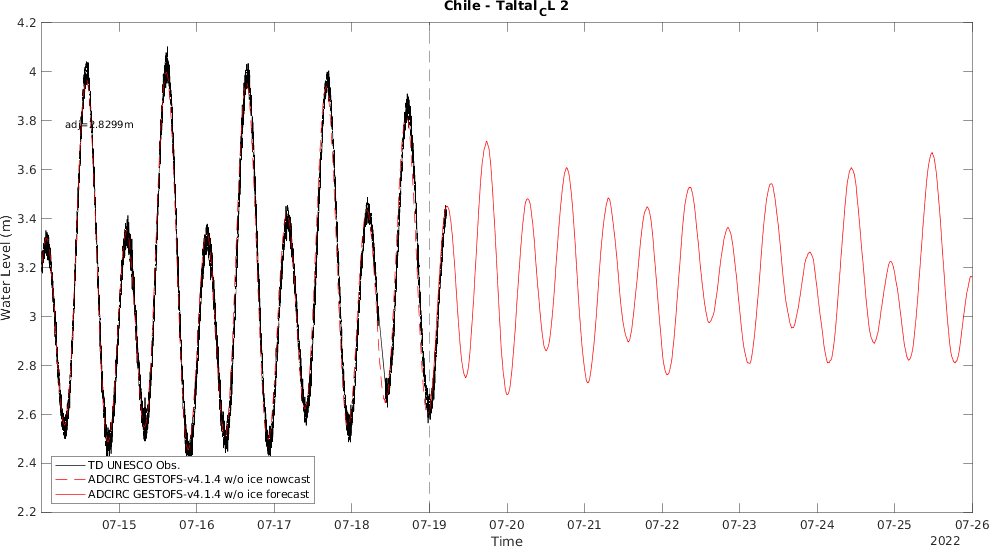 Chile - Taltal_CL 2
4.2
4
3.8
3.6
3.4
3.2
3
2.8
2.6
2.4
2.2
Water Level (m)
adj=2.8299m
TD UNESCO Obs.
ADCIRC GESTOFS-v4.1.4 w/o ice nowcast
ADCIRC GESTOFS-v4.1.4 w/o ice forecast
07-15 07-16 07-17 07-18 07-19 07-20 07-21 07-22 07-23 07-24 07-25 07-26
Time
2022